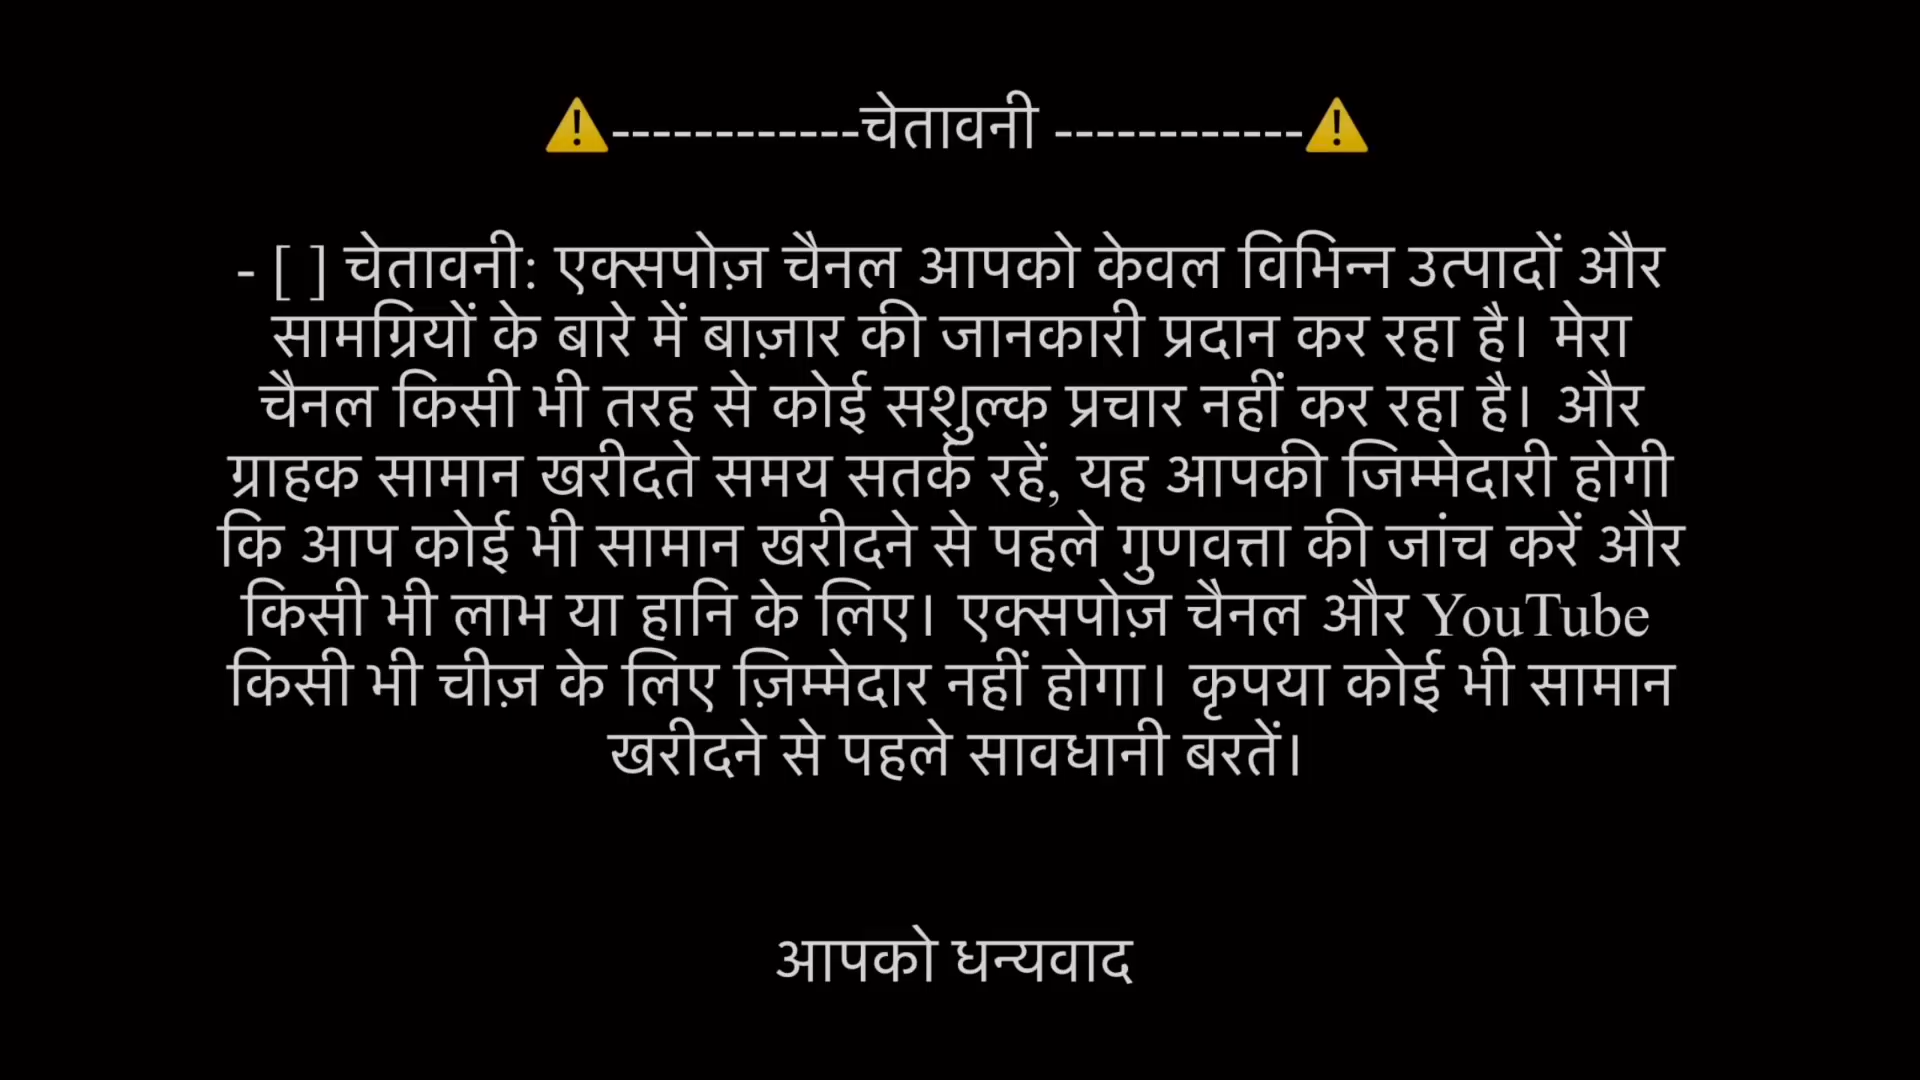 ⚠️------------चेतावनी ------------⚠️
- [ ] चेतावनी: एक्सपोज़ चैनल आपको केवल विभिन्न उत्पादों और
सामग्रियों के बारे में बाज़ार की जानकारी प्रदान कर रहा है। मेरा
चैनल किसी भी तरह से कोई सशुल्क प्रचार नहीं कर रहा है। और
ग्राहक सामान खरीदते समय सतर्क रहें, यह आपकी जिम्मेदारी होगी
कि आप कोई भी सामान खरीदने से पहले गुणवत्ता की जांच करें और
किसी भी लाभ या हानि के लिए। एक्सपोज़ चैनल और YouTube
किसी भी चीज़ के लिए ज़िम्मेदार नहीं होगा। कृपया कोई भी सामान
खरीदने से पहले सावधानी बरतें।
आपको धन्यवाद